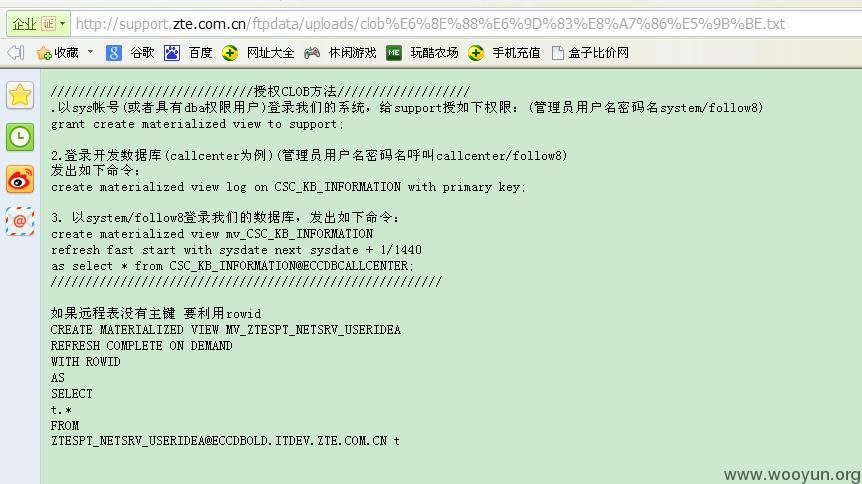 企业 证 http://support.zte.com.cn/ftpdata/uploads/clob%E6%8E%88%E6%9D%83%E8%A7%86%E5%9B%BE.txt
收藏 谷歌 百度 网址大全 休闲游戏 ME 玩酷农场 手机充值 盒子比价网
/////////////////////////////授权CLOB方法///////////////////
.以sys帐号(或者具有dba权限用户)登录我们的系统，给support授如下权限：(管理员用户名密码名system/follow8)
grant create materialized view to support;
2.登录开发数据库(callcenter为例)(管理员用户名密码名呼叫callcenter/follow8)
发出如下命令：
create materialized view log on CSC_KB_INFORMATION with primary key;
3. 以system/follow8登录我们的数据库，发出如下命令：
create materialized view mv_CSC_KB_INFORMATION
refresh fast start with sysdate next sysdate + 1/1440
as select * from CSC_KB_INFORMATION@ECCDBCALLCENTER;
////////////////////////////////////////////////////////
如果远程表没有主键 要利用rowid
CREATE MATERIALIZED VIEW MV_ZTESPT_NETSRV_USERIDEA
REFRESH COMPLETE ON DEMAND
WITH ROWID
AS
SELECT
t.*
FROM
ZTESPT_NETSRV_USERIDEA@ECCDBOLD.ITDEV.ZTE.COM.CN t
www.wooyun.org